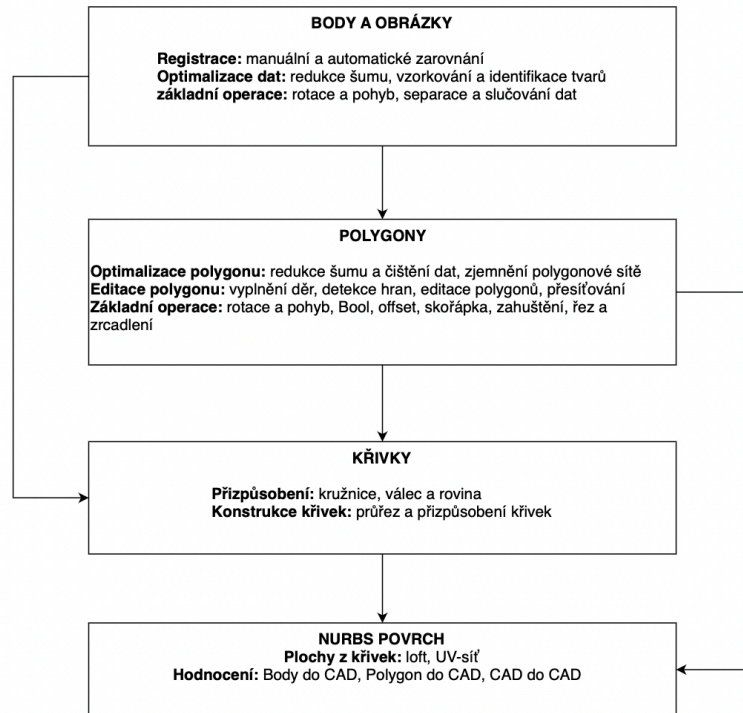 BODY A OBRÁZKY
Registrace: manuální a automatické zarovnání
Optimalizace dat: redukce šumu, vzorkování a identifikace tvarů
základní operace: rotace a pohyb, separace a slučování dat
POLYGONY
Optimalizace polygonu: redukce šumu a čištění dat, zjemnění polygonové sítě
Editace polygonu: vyplnění děr, detekce hran, editace polygonů, přesíťování
Základní operace: rotace a pohyb, Bool, offset, skořápka, zahuštění, řez a
zrcadlení
KŘIVKY
Přizpůsobení: kružnice, válec a rovina
Konstrukce křivek: průřez a přizpůsobení křivek
NURBS POVRCH
Plochy z křivek: loft, UV-síť
Hodnocení: Body do CAD, Polygon do CAD, CAD do CAD